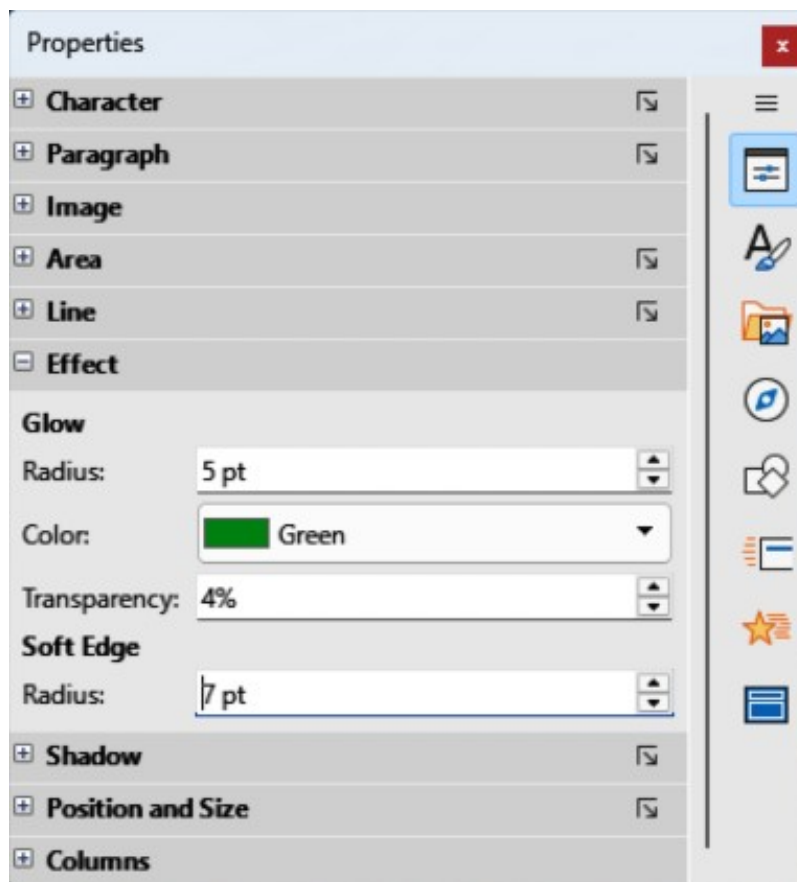 Properties
Character
Paragraph
Image
Area
Line
Effect
Glow
Radius: 5 pt
Color: Green
Transparency: 4%
Soft Edge
Radius: 7 pt
Shadow
Position and Size
Columns